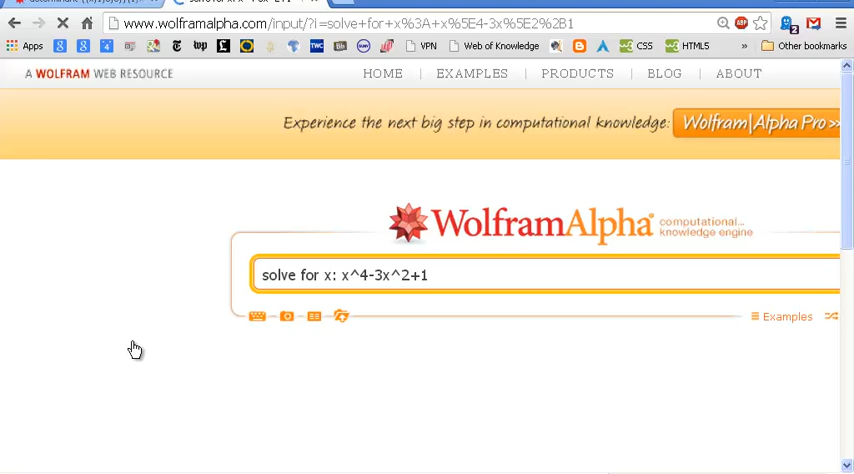 www.wolframalpha.com/input/?i=solve+for+x%3A+x%5E4-3x%5E2%2B1
Apps VPN Web of Knowledge CSS HTML5 » Other bookmarks
A WOLFRAM WEB RESOURCE HOME | EXAMPLES | PRODUCTS | BLOG | ABOUT
Experience the next big step in computational knowledge: Wolfram|Alpha Pro »
WolframAlpha computational...
knowledge engine
solve for x: x^4-3x^2+1
Examples